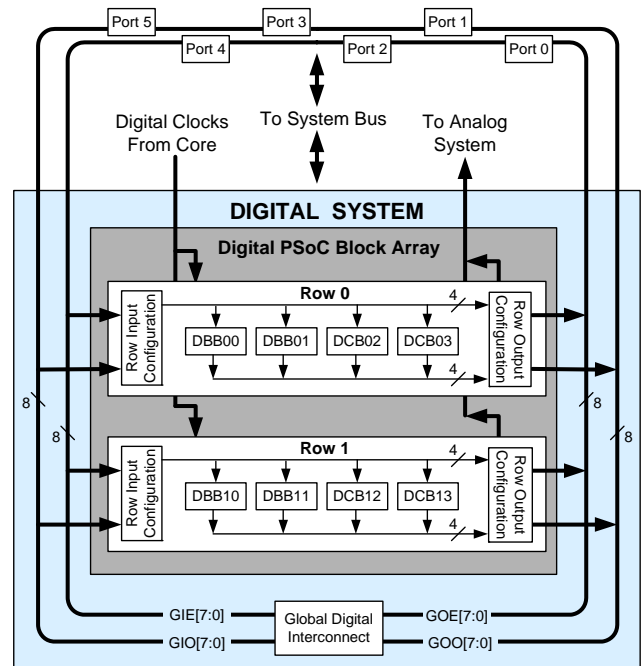 Port 5
Port 3
Port 1
Port 4
Port 2
Port 0
Digital Clocks
From Core
To System Bus
To Analog
System
DIGITAL SYSTEM
Digital PSoC Block Array
Row 0
Row Input
Configuration
4
DBB00
DBB01
DCB02
DCB03
4
Row Output
Configuration
8
8
8
8
Row 1
Row Input
Configuration
4
DBB10
DBB11
DCB12
DCB13
4
Row Output
Configuration
GIE[7:0]
GIO[7:0]
Global Digital
Interconnect
GOE[7:0]
GOO[7:0]